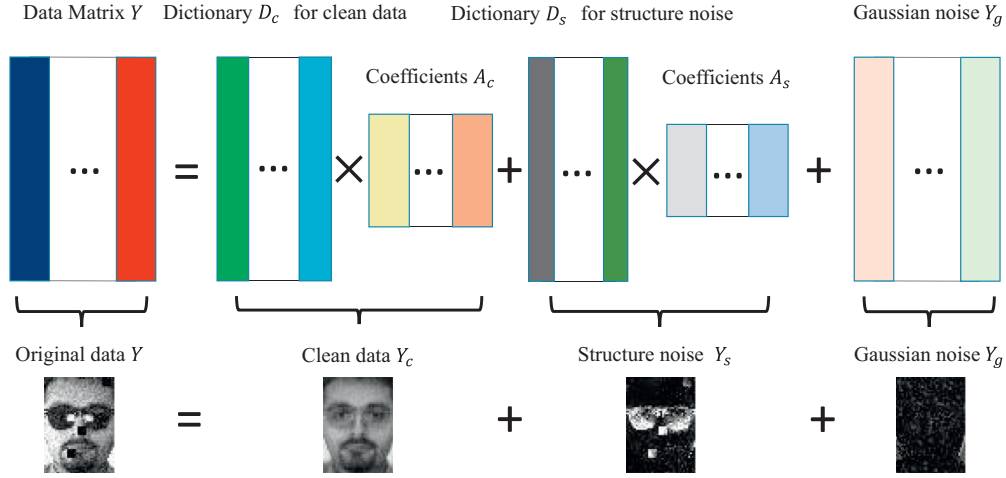 Data Matrix Y Dictionary D_c for clean data Dictionary D_s for structure noise Gaussian noise Y_g
Coefficients A_c Coefficients A_s
... = ... × ... + ... × ... + ...
Original data Y Clean data Y_c Structure noise Y_s Gaussian noise Y_g
= + +